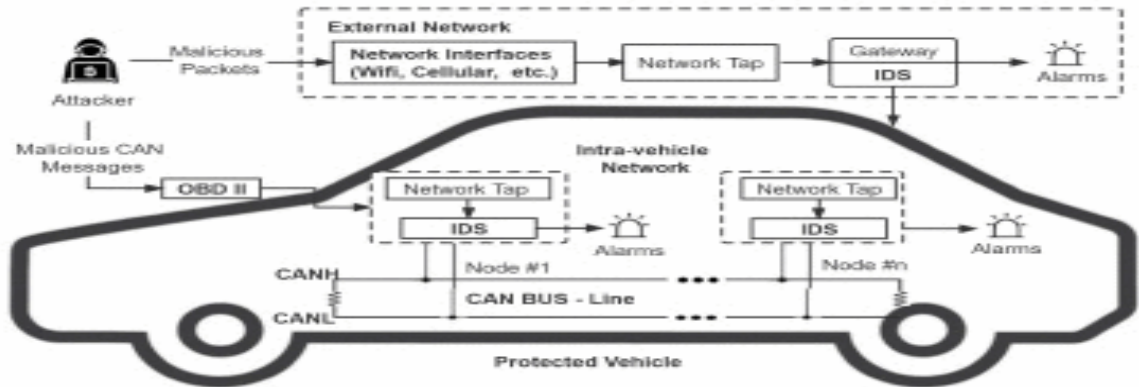 External Network
Malicious
Packets
Network Interfaces
(Wifi, Cellular, etc.)
Network Tap
Gateway
IDS
Alarms
Attacker
Malicious CAN
Messages
OBD II
Intra-vehicle
Network
Network Tap
IDS
Alarms
Node #1
Network Tap
IDS
Alarms
Node #n
CANH
CAN BUS - Line
CANL
Protected Vehicle